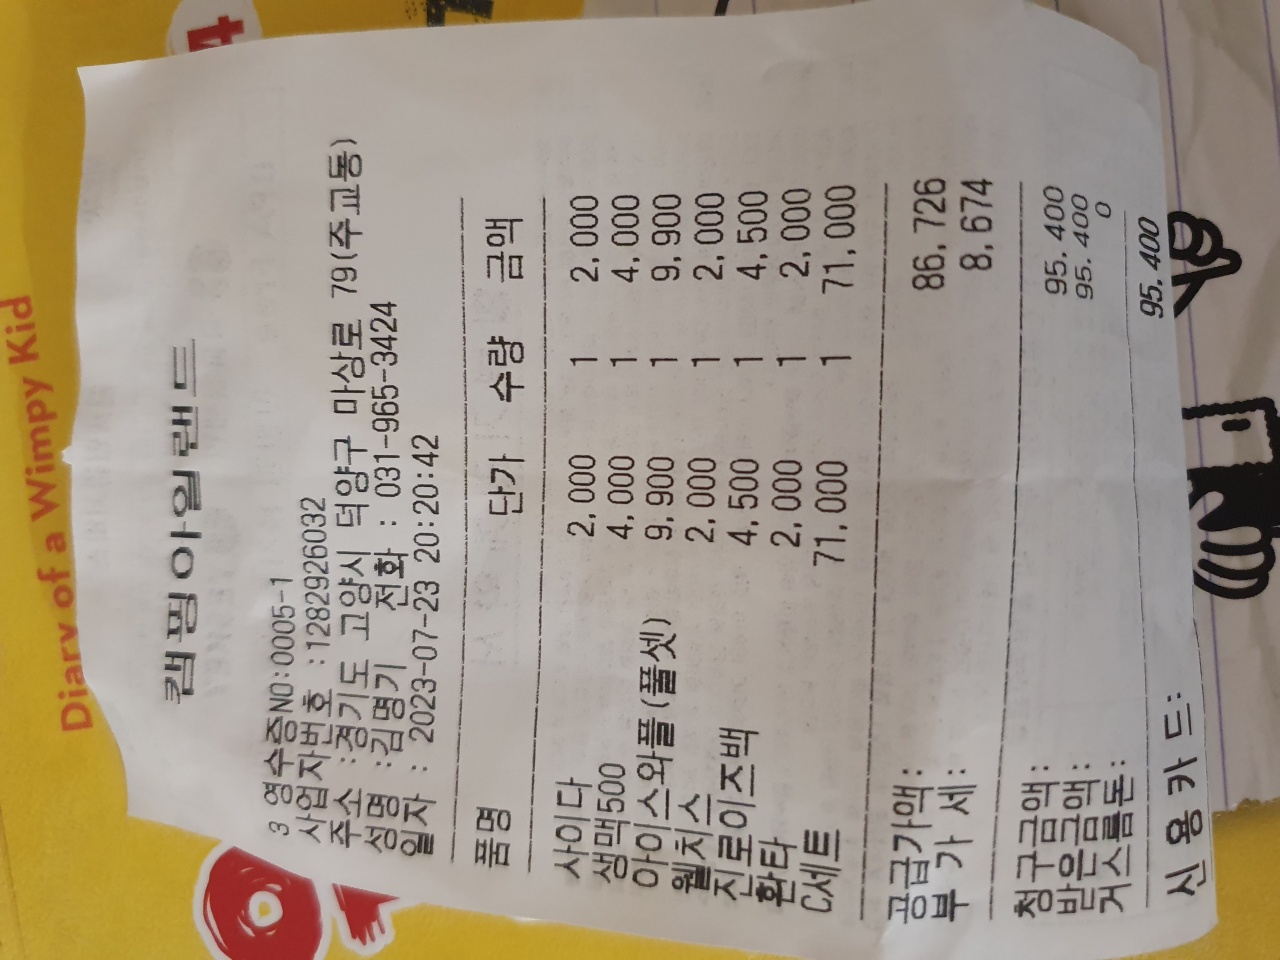 Diary of a Wimpy Kid
캠핑아일랜드
3 영수증NO:0005-1
사업자번호 :1282926032
주소 :경기도 고양시 덕양구 마상로 79(주교동)
성명 :김명기 전화 : 031-965-3424
일자 : 2023-07-23 20:20:42
품명 단가 수량 금액
사이다 2,000 1 2,000
생맥500 4,000 1 4,000
아이스와플(풀셋) 9,900 1 9,900
웰치스 2,000 1 2,000
진로이즈백 4,500 1 4,500
환타 2,000 1 2,000
C세트 71,000 1 71,000
공급가액: 86,726
부 가 세: 8,674
청구금액: 95,400
받은금액: 95,400
거스름돈: 0
신용카드: 95,400